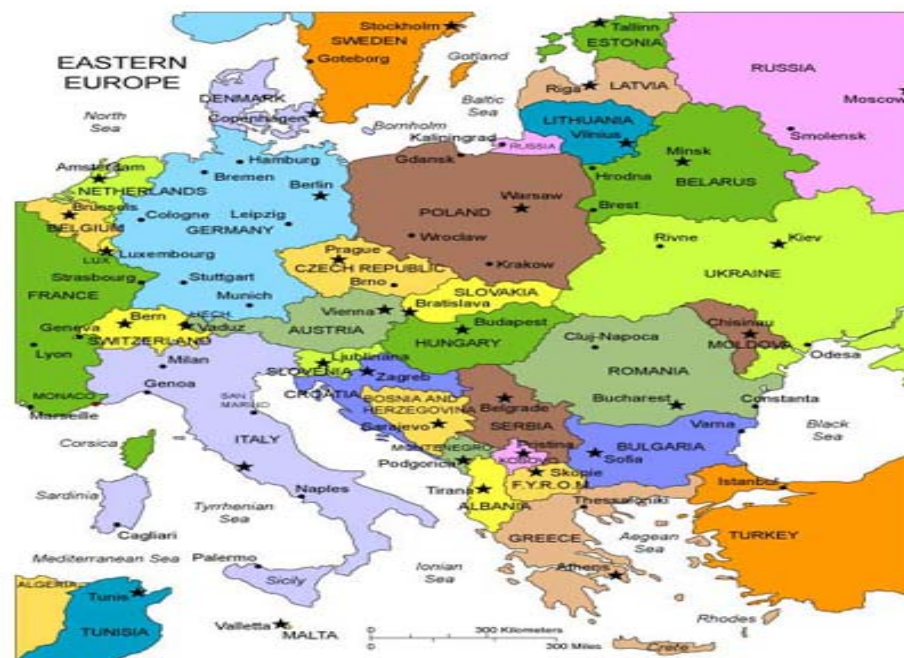 Stockholm
SWEDEN
Tallinn
ESTONIA
EASTERN
EUROPE
Goteborg
Gotland
RUSSIA
Riga
LATVIA
Moscow
DENMARK
Copenhagen
North
Sea
Baltic
Sea
Bornholm
LITHUANIA
Vilnius
Smolensk
Kaliningrad
RUSSIA
Gdansk
Minsk
Hamburg
Amsterdam
Bremen
Hrodna
BELARUS
NETHERLANDS
Berlin
Warsaw
Brussels
BELGIUM
Cologne
Leipzig
GERMANY
POLAND
Brest
Wroclaw
Rivne
Kiev
LUX.
Luxembourg
Prague
CZECH REPUBLIC
Krakow
UKRAINE
Strasbourg
Stuttgart
Brno
FRANCE
Munich
SLOVAKIA
Bratislava
Vienna
LIECH.
Geneva
Bern
Vaduz
AUSTRIA
Budapest
HUNGARY
Chisinau
MOLDOVA
SWITZERLAND
Cluj-Napoca
Odesa
Lyon
Milan
Ljubljnana
SLOVENIA
Zagreb
ROMANIA
Genoa
CROATIA
MONACO
SAN
MARINO
BOSNIA AND
HERZEGOVINA
Belgrade
Bucharest
Constanta
Marseille
Sarajevo
SERBIA
Varna
Black
Sea
Corsica
ITALY
MONTENEGRO
Pristina
KOSOVO
BULGARIA
Sofia
Podgorica
Skopie
F.Y.R.O.M.
Istanbul
Sardinia
Naples
Tirana
ALBANIA
Thessaloniki
Tyrrhenian
Sea
GREECE
Aegean
Sea
TURKEY
Cagliari
Mediterranean Sea
Palermo
Ionian
Sea
Athens
ALGERIA
Sicily
Tunis
TUNISIA
Valletta
MALTA
Rhodes
Crete
0
300 Kilometers
0
300 Miles